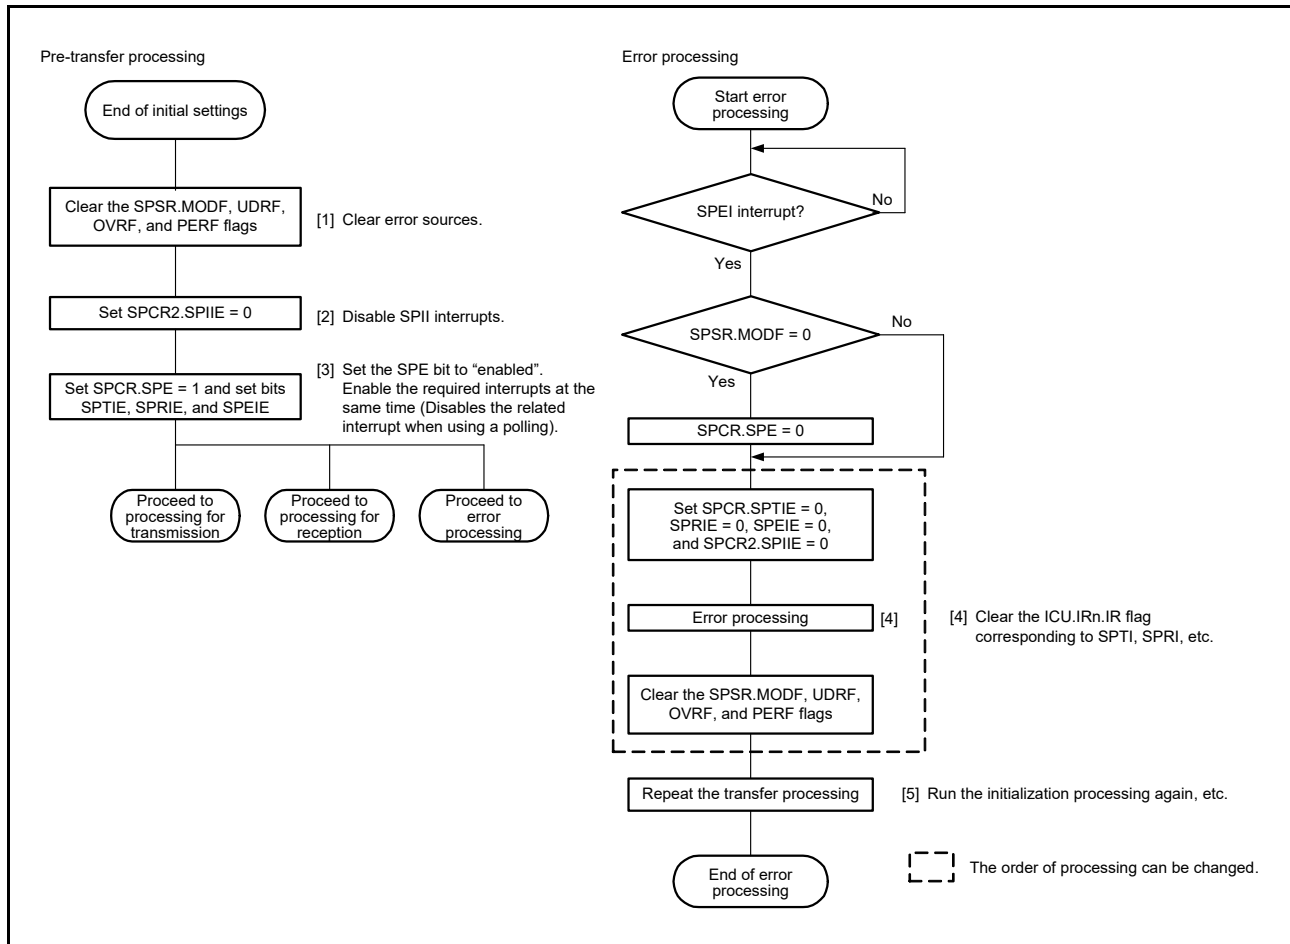 Pre-transfer processing
End of initial settings
Clear the SPSR.MODF, UDRF,
OVRF, and PERF flags
[1] Clear error sources.
Set SPCR2.SPIIE = 0
[2] Disable SPII interrupts.
Set SPCR.SPE = 1 and set bits
SPTIE, SPRIE, and SPEIE
[3] Set the SPE bit to “enabled”.
Enable the required interrupts at the
same time (Disables the related
interrupt when using a polling).
Proceed to
processing for
transmission
Proceed to
processing for
reception
Proceed to
error
processing
Error processing
Start error
processing
SPEI interrupt?
No
Yes
SPSR.MODF = 0
No
Yes
SPCR.SPE = 0
Set SPCR.SPTIE = 0,
SPRIE = 0, SPEIE = 0,
and SPCR2.SPIIE = 0
Error processing
[4]
[4] Clear the ICU.IRn.IR flag
corresponding to SPTI, SPRI, etc.
Clear the SPSR.MODF, UDRF,
OVRF, and PERF flags
Repeat the transfer processing
[5] Run the initialization processing again, etc.
End of error
processing
The order of processing can be changed.